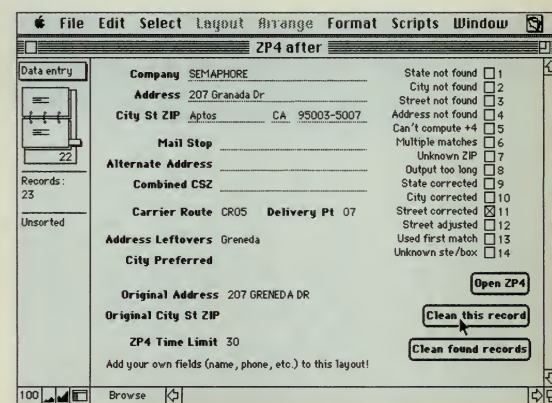 File Edit Select Layout Arrange Format Scripts Window
ZP4 after
Data entry
22
Records:
23
Unsorted
Company SEMAPHORE
Address 207 Granada Dr
City St ZIP Aptos CA 95003-5007
Mail Stop
Alternate Address
Combined CSZ
Carrier Route CR05 Delivery Pt 07
Address Leftovers Greneda
City Preferred
Original Address 207 GRENEDA DR
Original City St ZIP
ZP4 Time Limit 30
Add your own fields (name, phone, etc.) to this layout!
State not found 1
City not found 2
Street not found 3
Address not found 4
Can't compute +4 5
Multiple matches 6
Unknown ZIP 7
Output too long 8
State corrected 9
City corrected 10
Street corrected 11
Street adjusted 12
Used first match 13
Unknown ste/box 14
Open ZP4
Clean this record
Clean found records
100 Browse